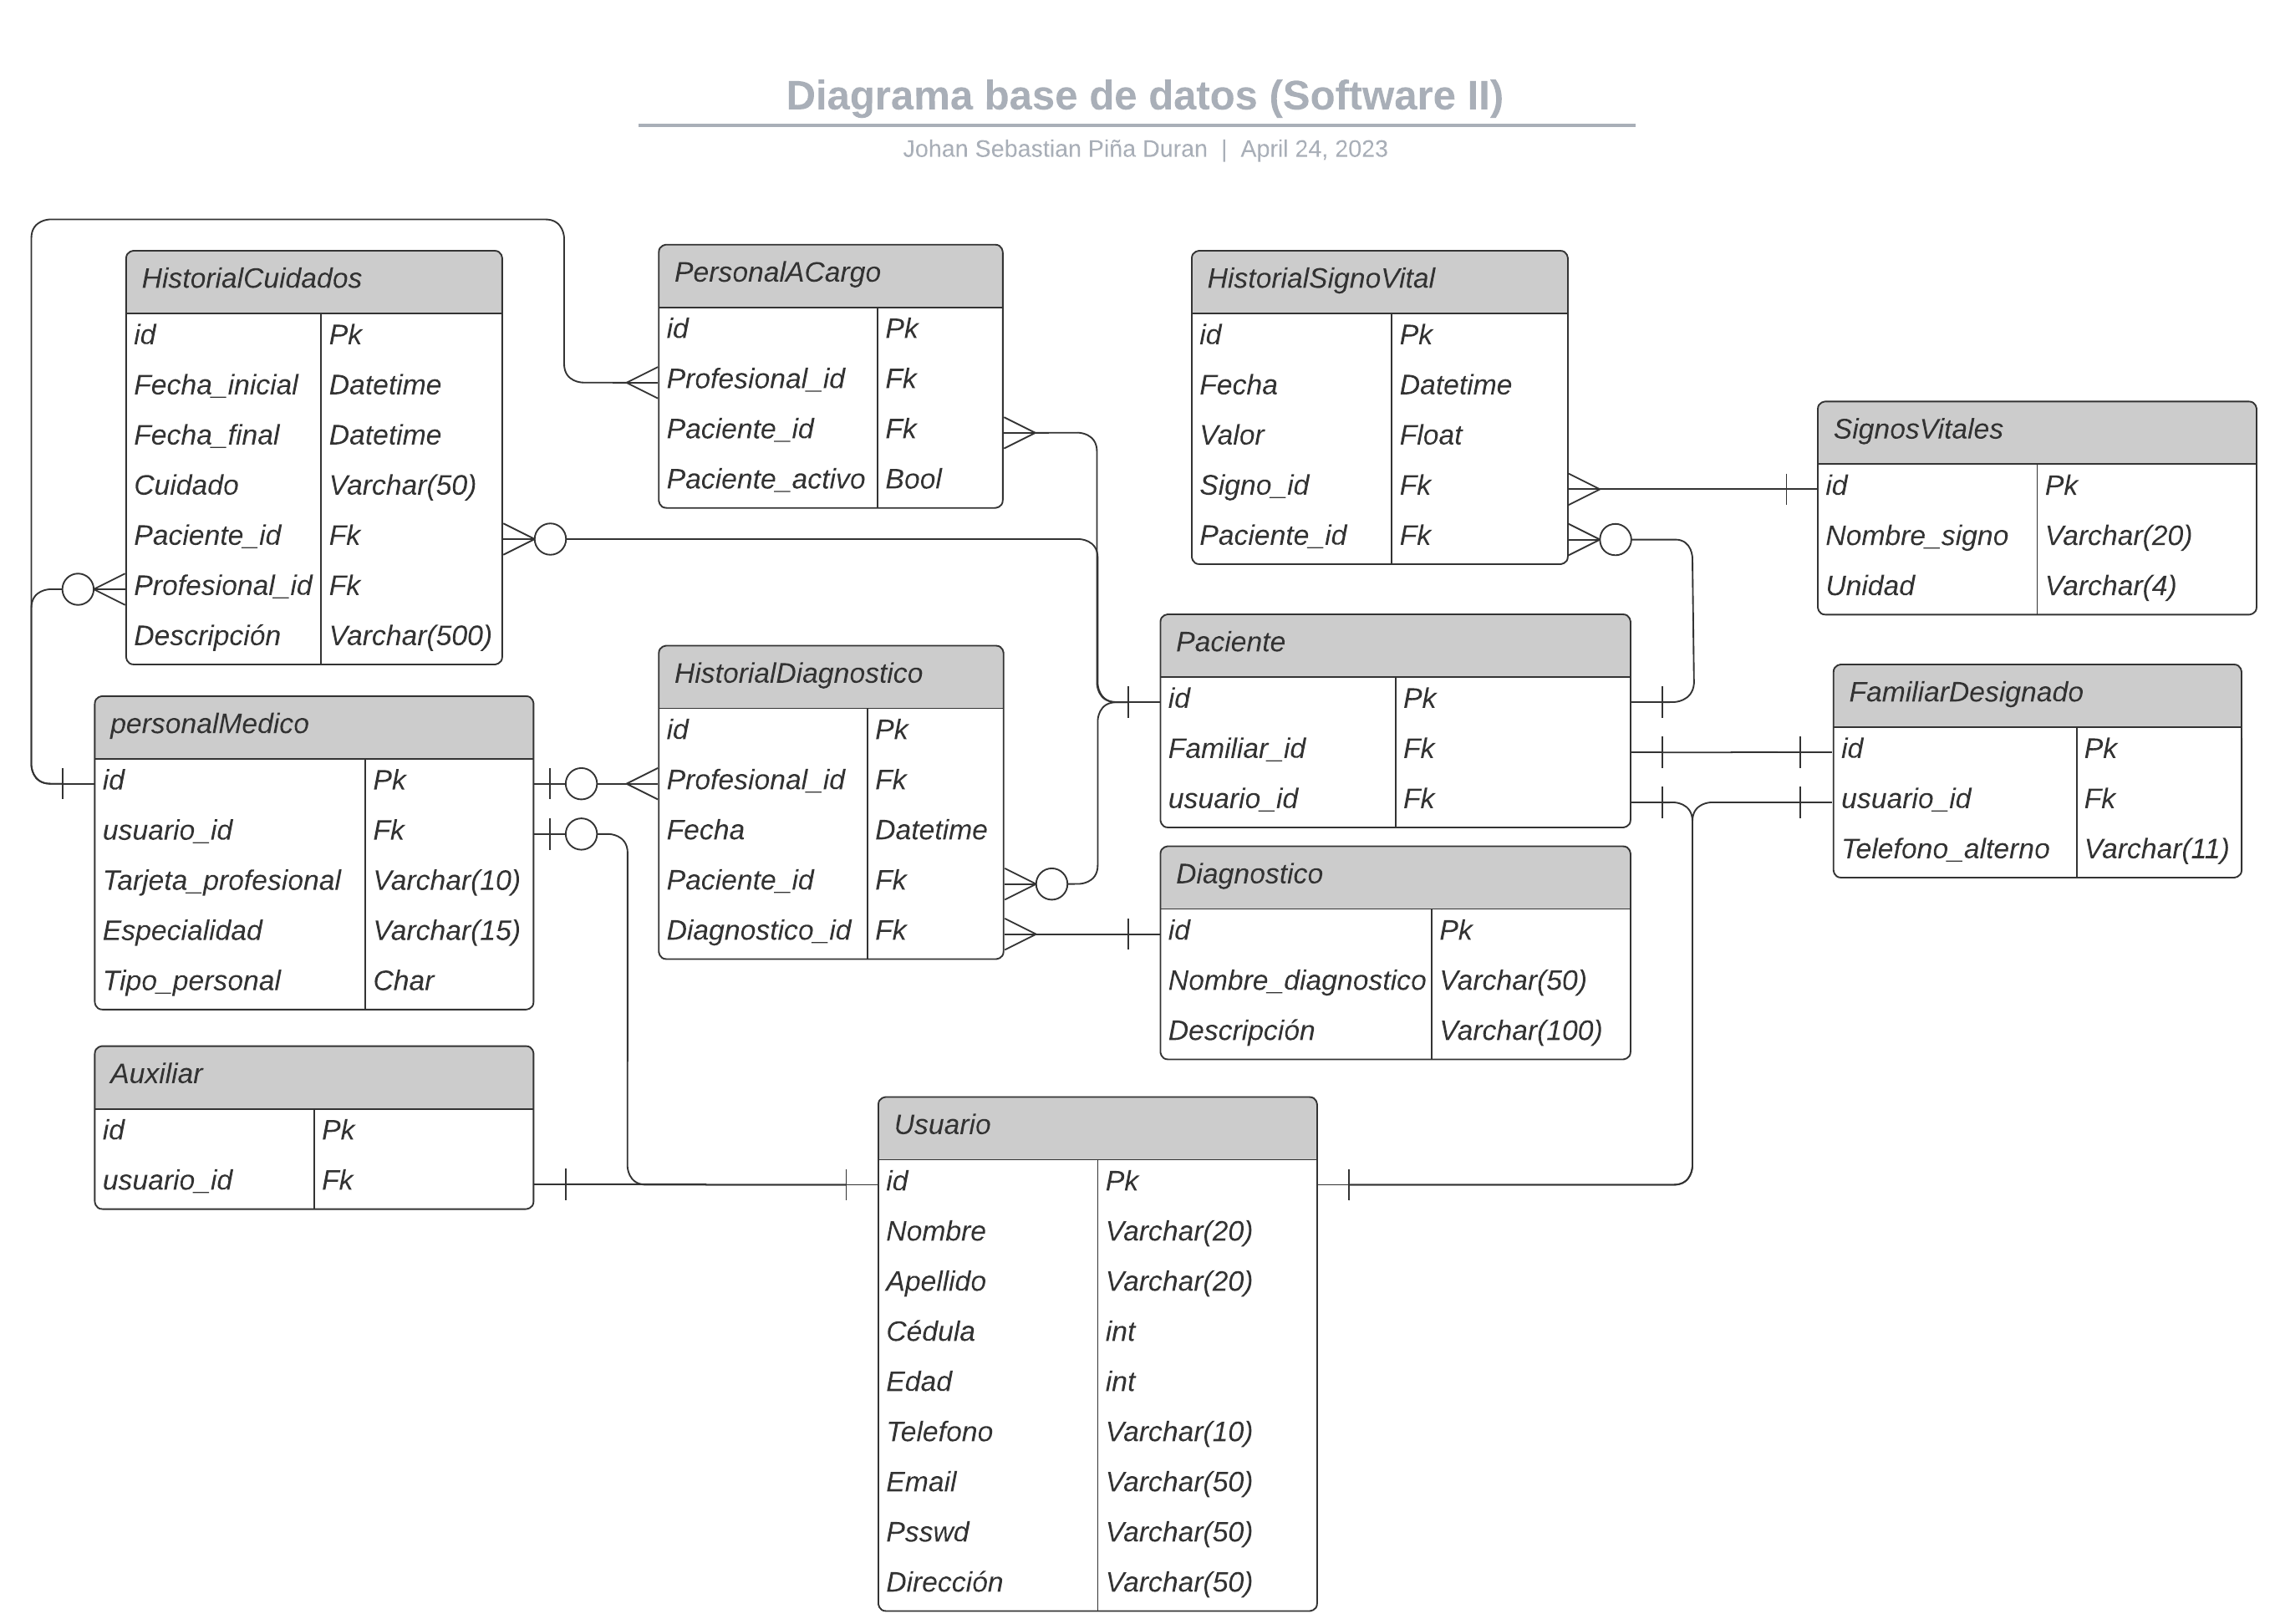 Diagrama base de datos (Software II)
Johan Sebastian Piña Duran | April 24, 2023
HistorialCuidados
id Pk
Fecha_inicial Datetime
Fecha_final Datetime
Cuidado Varchar(50)
Paciente_id Fk
Profesional_id Fk
Descripción Varchar(500)
PersonalACargo
id Pk
Profesional_id Fk
Paciente_id Fk
Paciente_activo Bool
HistorialSignoVital
id Pk
Fecha Datetime
Valor Float
Signo_id Fk
Paciente_id Fk
SignosVitales
id Pk
Nombre_signo Varchar(20)
Unidad Varchar(4)
personalMedico
id Pk
usuario_id Fk
Tarjeta_profesional Varchar(10)
Especialidad Varchar(15)
Tipo_personal Char
HistorialDiagnostico
id Pk
Profesional_id Fk
Fecha Datetime
Paciente_id Fk
Diagnostico_id Fk
Paciente
id Pk
Familiar_id Fk
usuario_id Fk
FamiliarDesignado
id Pk
usuario_id Fk
Telefono_alterno Varchar(11)
Diagnostico
id Pk
Nombre_diagnostico Varchar(50)
Descripción Varchar(100)
Auxiliar
id Pk
usuario_id Fk
Usuario
id Pk
Nombre Varchar(20)
Apellido Varchar(20)
Cédula int
Edad int
Telefono Varchar(10)
Email Varchar(50)
Psswd Varchar(50)
Dirección Varchar(50)